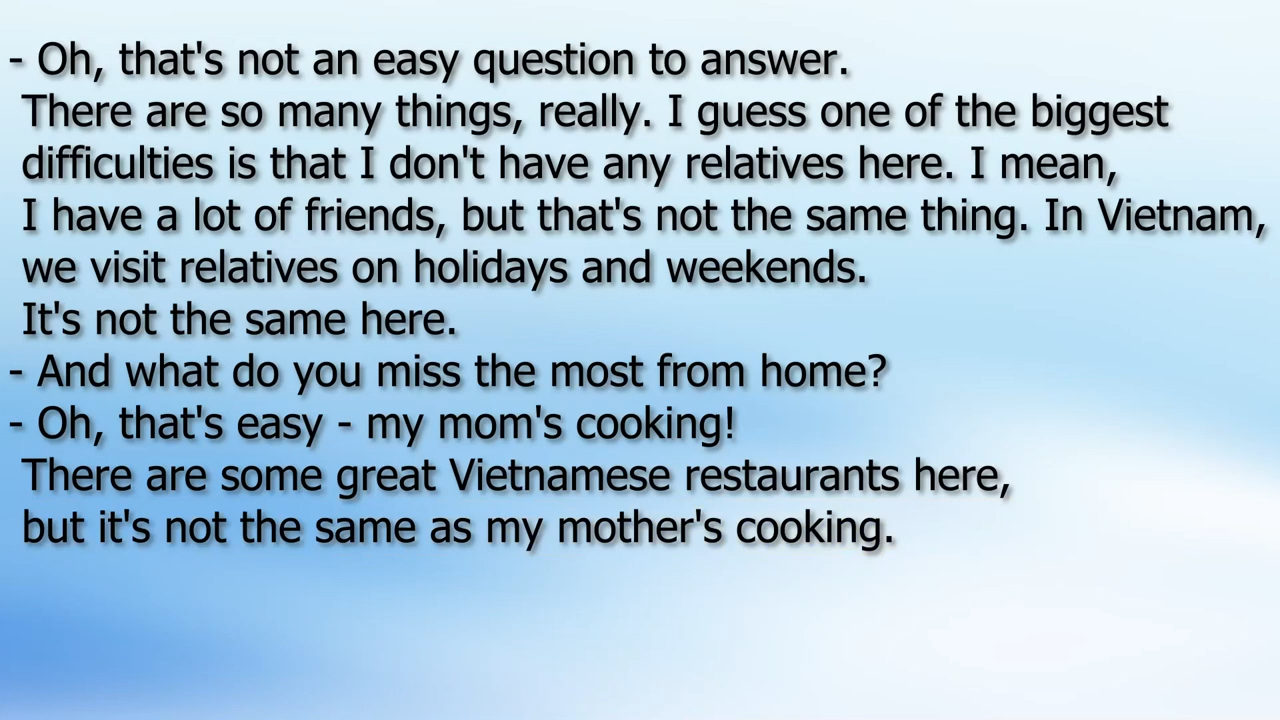 - Oh, that's not an easy question to answer.
There are so many things, really. I guess one of the biggest
difficulties is that I don't have any relatives here. I mean,
I have a lot of friends, but that's not the same thing. In Vietnam,
we visit relatives on holidays and weekends.
It's not the same here.
- And what do you miss the most from home?
- Oh, that's easy - my mom's cooking!
There are some great Vietnamese restaurants here,
but it's not the same as my mother's cooking.